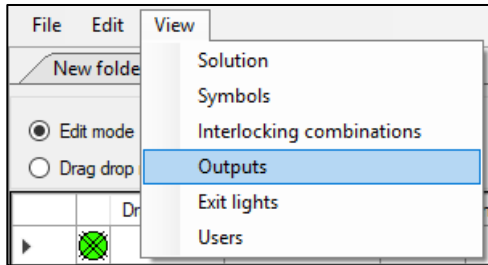 File Edit View
New folde
Solution
Symbols
Edit mode
Interlocking combinations
Drag drop
Outputs
Dr
Exit lights
Users